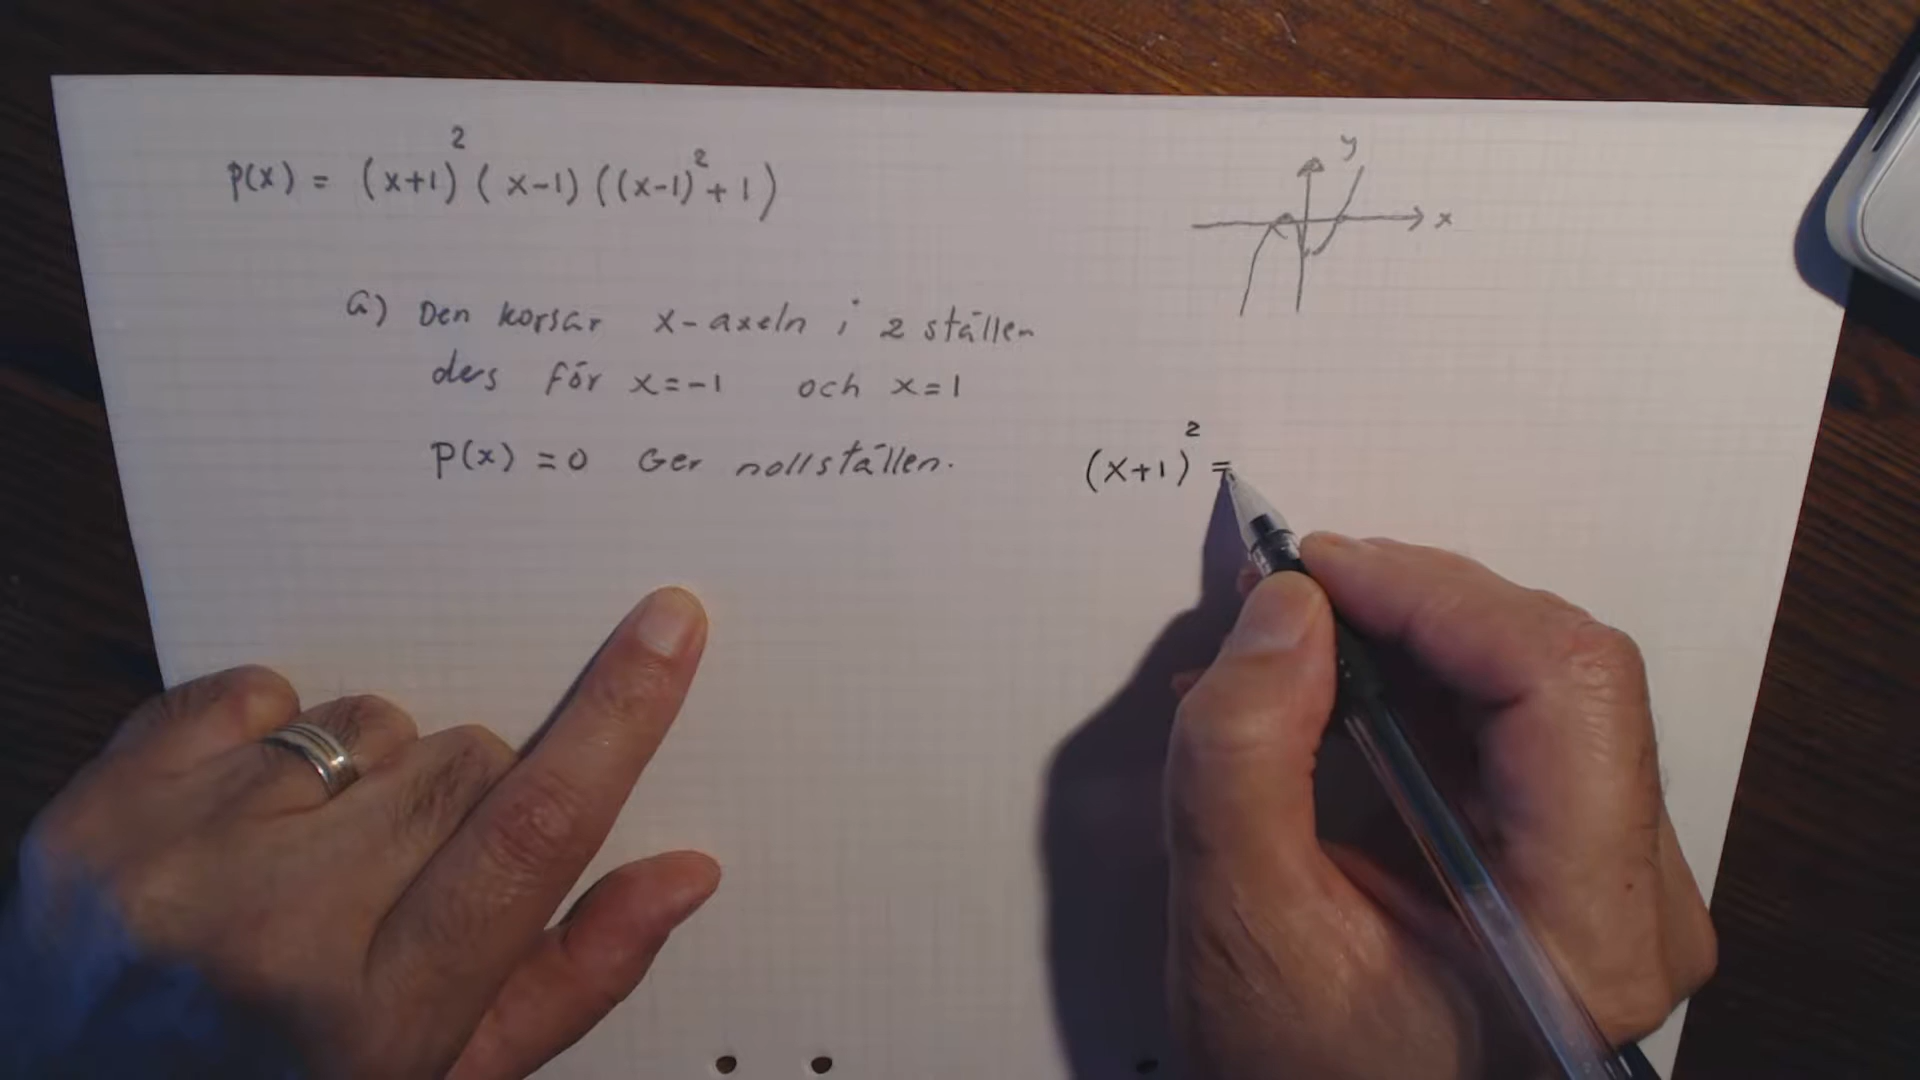 p(x) = (x+1)² (x-1) ((x-1)² + 1)
y
x
a) Den korsar x-axeln i 2 ställen
dvs för x=-1 och x=1
P(x) = 0 Ger nollställen.
(x+1)² =